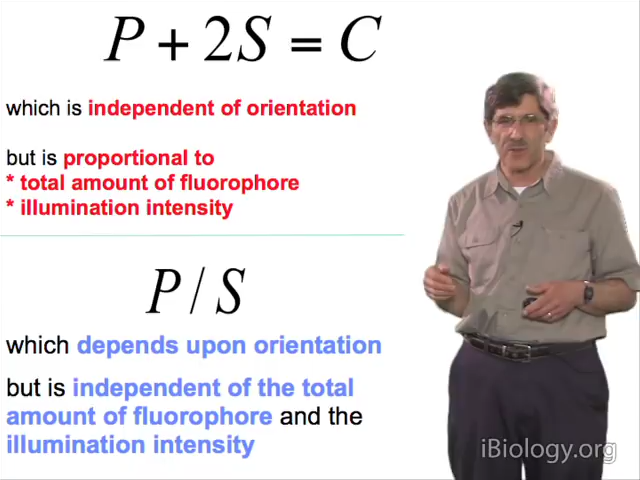 P + 2S = C
which is independent of orientation
but is proportional to
* total amount of fluorophore
* illumination intensity
P / S
which depends upon orientation
but is independent of the total
amount of fluorophore and the
illumination intensity
iBiology.org